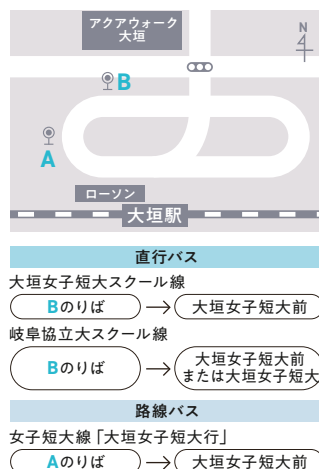 アクアウォーク
大垣
N
B
A
ローソン
大垣駅
直行バス
大垣女子短大スクール線
Bのりば → 大垣女子短大前
岐阜協立大スクール線
Bのりば → 大垣女子短大前
または大垣女子短大
路線バス
女子短大線「大垣女子短大行」
Aのりば → 大垣女子短大前